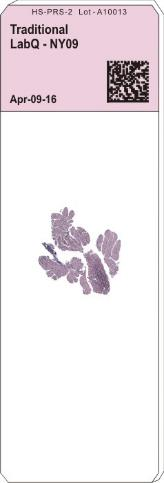 HS-PRS-2 Lot - A10013
Traditional
LabQ - NY09
Apr-09-16